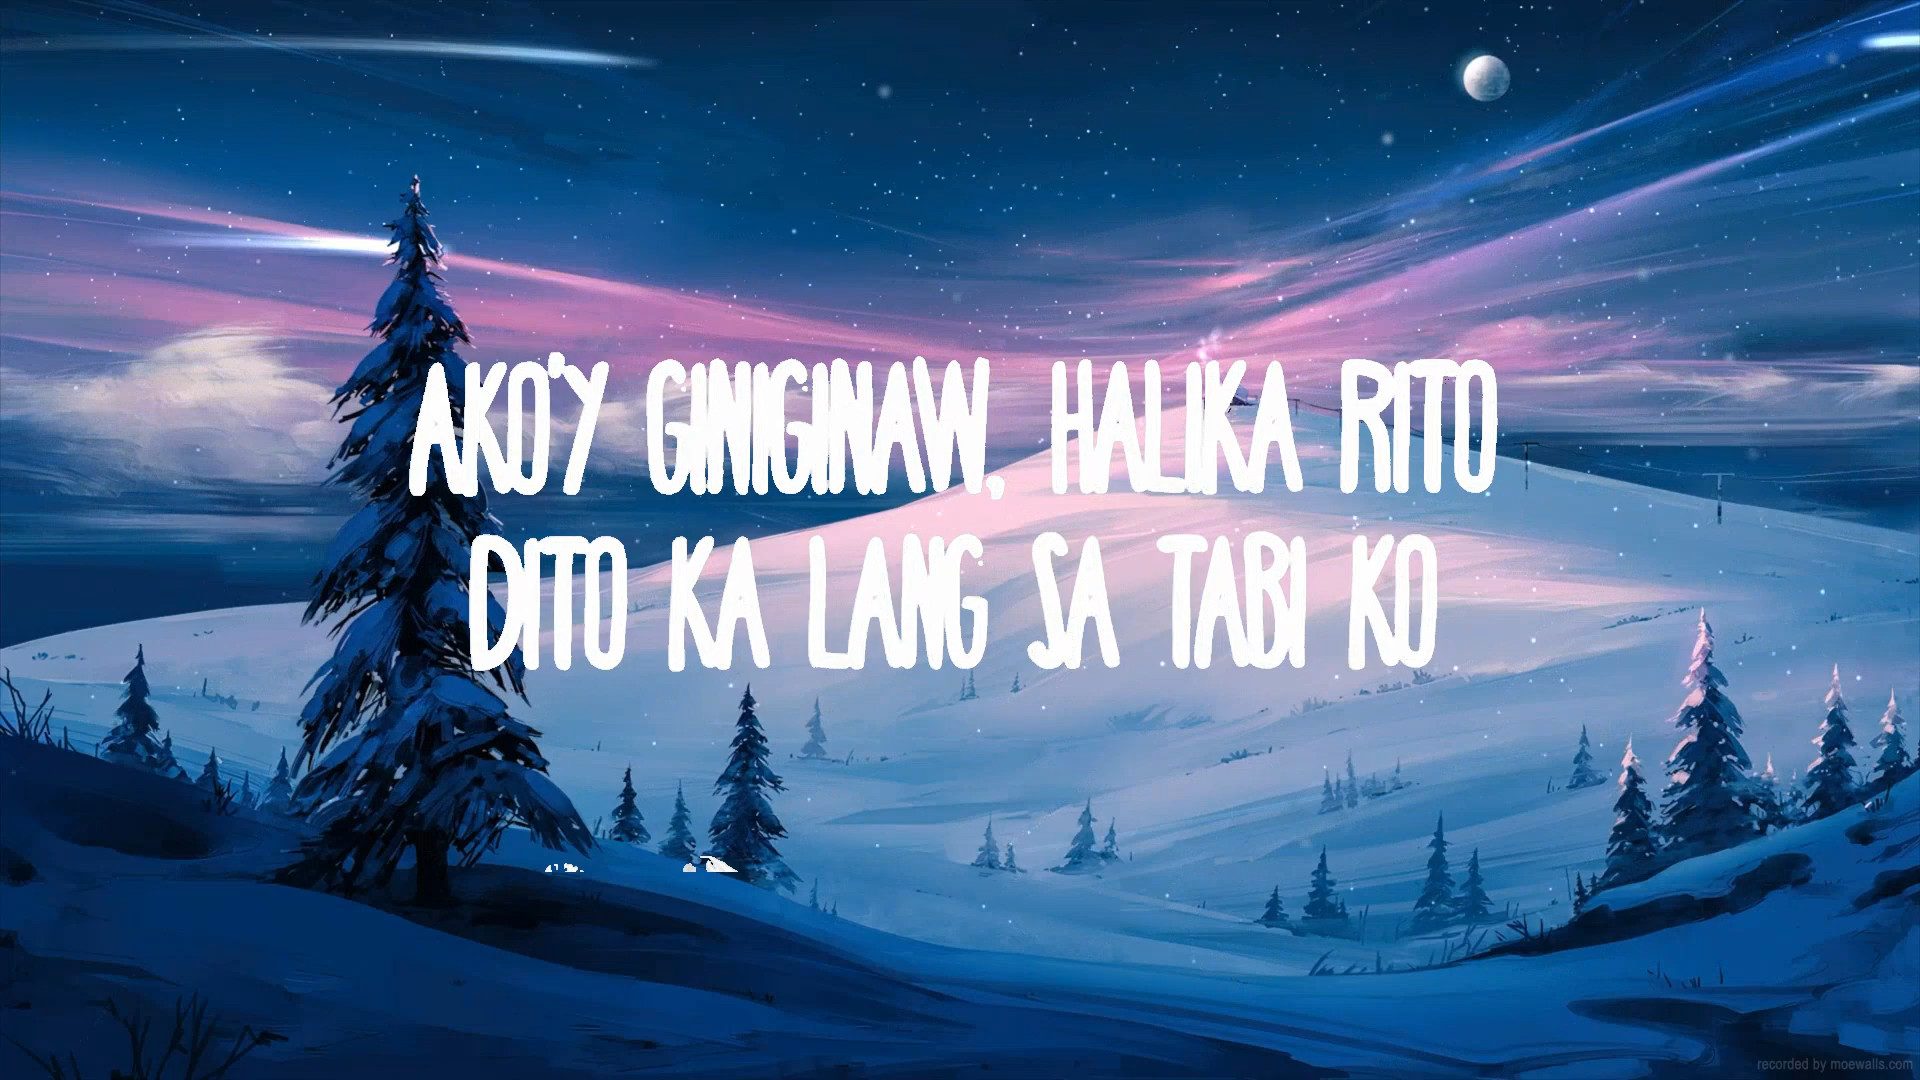 AKO'Y GINIGINAW, HALIKA RITO
DITO KA LANG SA TABI KO
recorded by moewalls.com